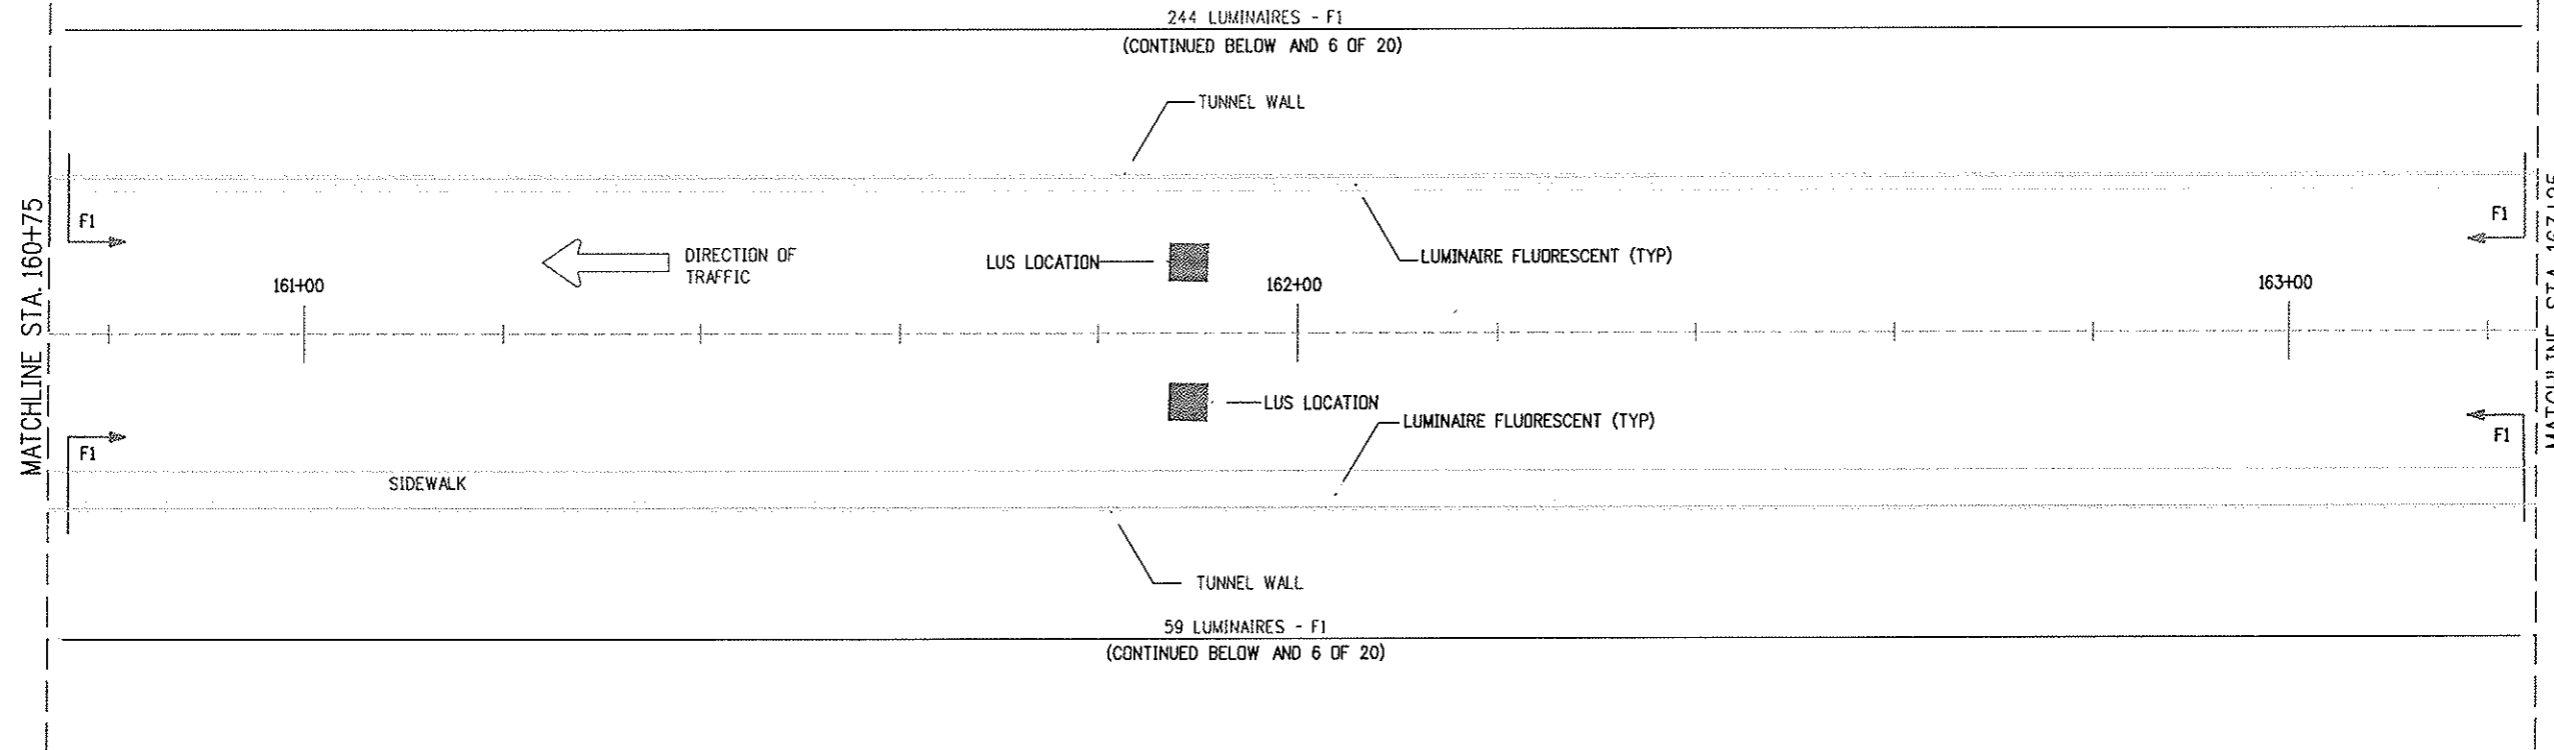 244 LUMINAIRES - F1
(CONTINUED BELOW AND 6 OF 20)
TUNNEL WALL
F1
F1
DIRECTION OF
TRAFFIC
LUS LOCATION
LUMINAIRE FLUORESCENT (TYP)
161+00
162+00
163+00
MATCHLINE STA. 160+75
LUS LOCATION
LUMINAIRE FLUORESCENT (TYP)
F1
F1
SIDEWALK
TUNNEL WALL
59 LUMINAIRES - F1
(CONTINUED BELOW AND 6 OF 20)